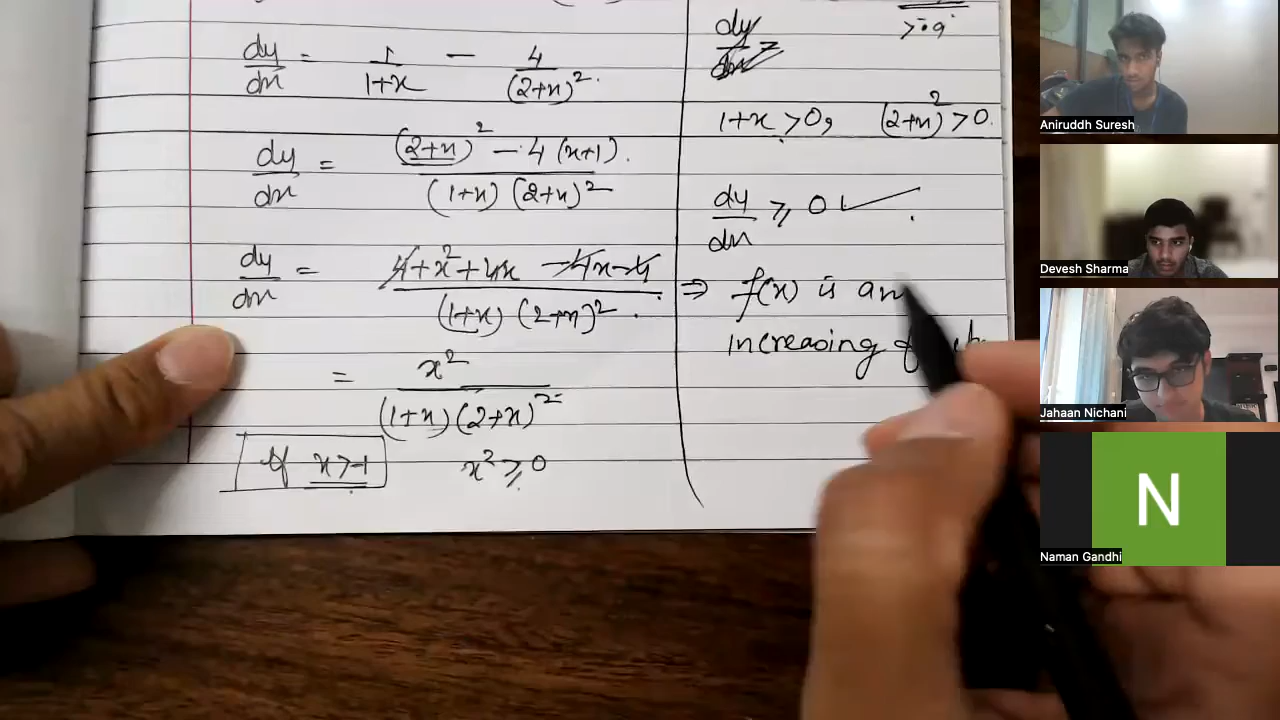 dy/dx = 1/(1+x) - 4/(2+x)².
dy/dx = ((2+x)² - 4(x+1).)/((1+x)(2+x)²)
dy/dx = (4+x²+4x - 4x-4)/((1+x)(2+x)².)
= x²/((1+x)(2+x)²)
If x>-1 x² ≥ 0
dy
1+x >0, (2+x)² >0.
dy/dx ≥ 0 ✓.
⇒ f(x) is an
increasing
Aniruddh Suresh
Devesh Sharma
Jahaan Nichani
N
Naman Gandhi